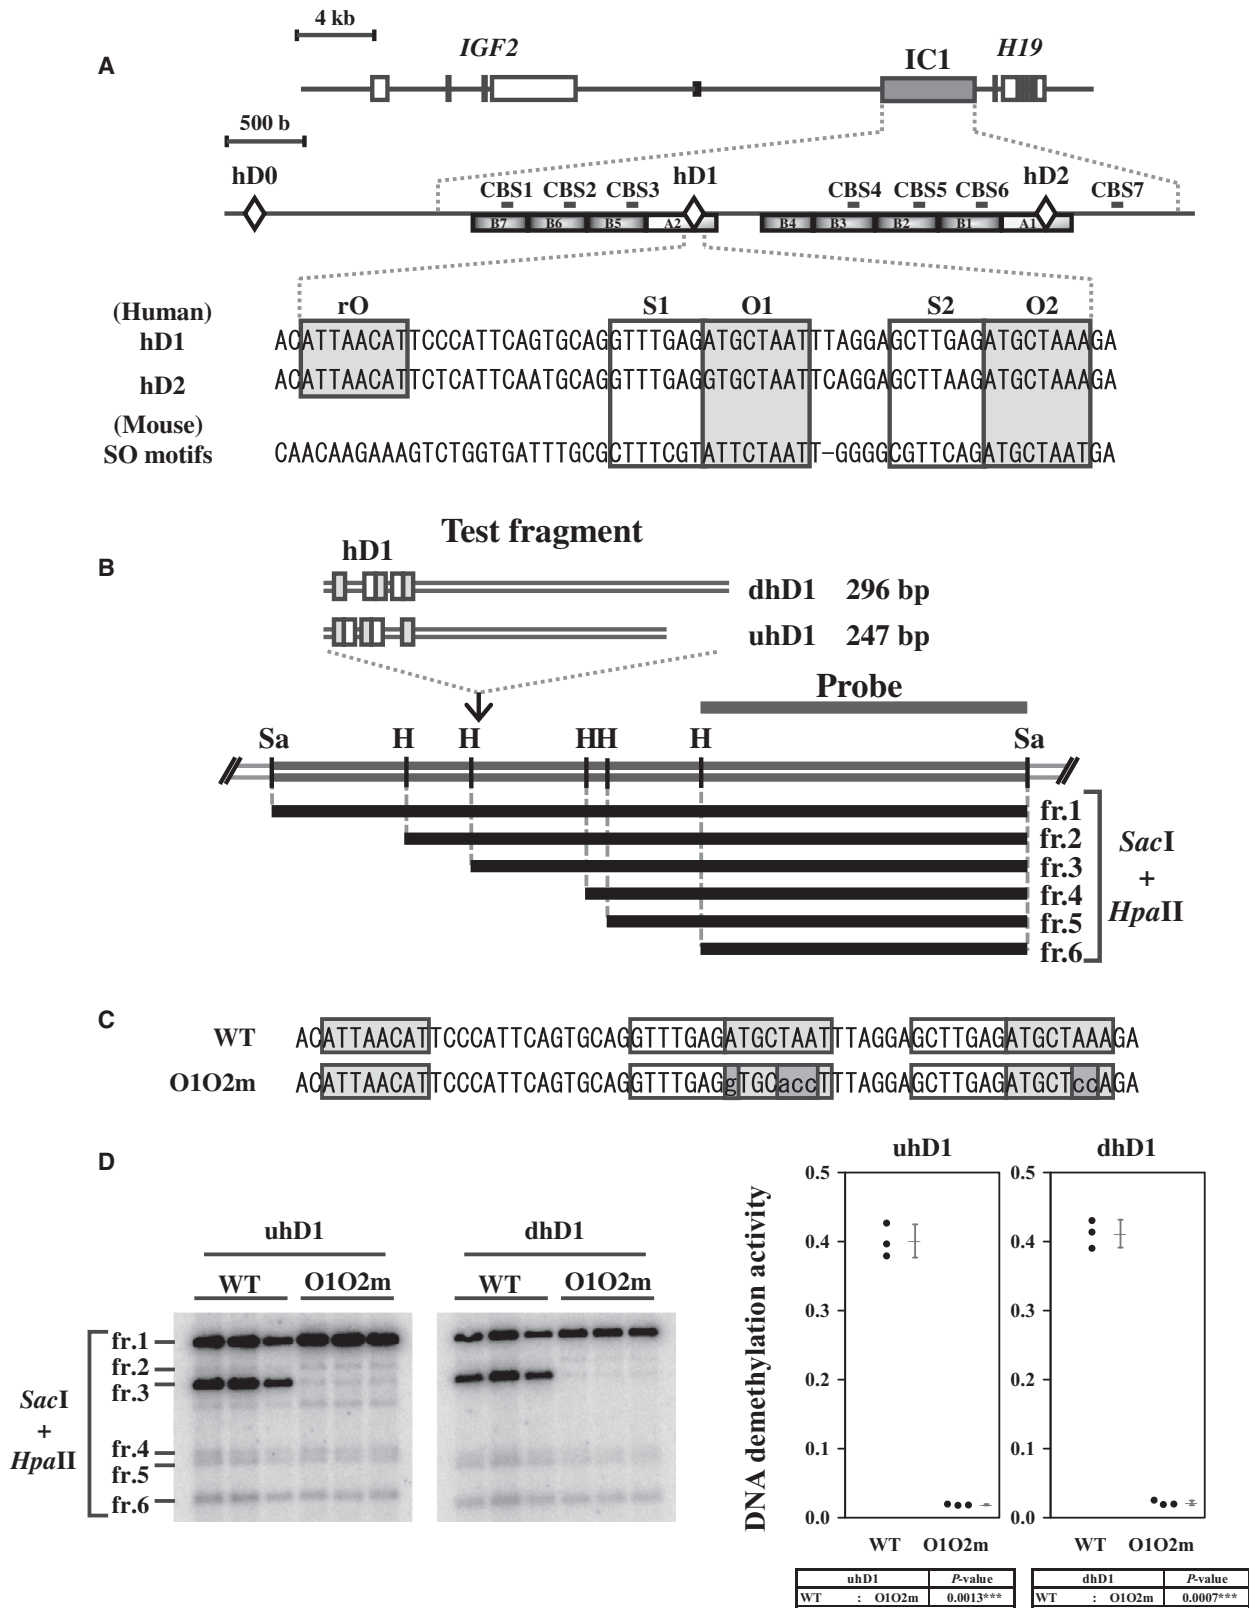 A
4 kb
IGF2
IC1
H19
500 b
hD0
CBS1 CBS2 CBS3 hD1 CBS4 CBS5 CBS6 hD2 CBS7
B7 B6 B5 A2 B4 B3 B2 B1 A1
rO S1 O1 S2 O2
(Human)
hD1 ACATTAACATTCCCATTCAGTGCAGGTTTGAGATGCTAATTTAGGAGCTTGAGATGCTAAAGA
hD2 ACATTAACATTCTCATTCAATGCAGGTTTGAGGTGCTAATTCAGGAGCTTAAGATGCTAAAGA
(Mouse)
SO motifs CAACAAGAAAGTCTGGTGATTTGCGCTTTCGTATTCTAATT-GGGGCGTTCAGATGCTAATGA
B
Test fragment
hD1
dhD1 296 bp
uhD1 247 bp
Probe
Sa H H HH H Sa
fr.1
fr.2
fr.3
fr.4
fr.5
fr.6
SacI
+
HpaII
C
WT ACATTAACATTCCCATTCAGTGCAGGTTTGAGATGCTAATTTAGGAGCTTGAGATGCTAAAGA
O1O2m ACATTAACATTCCCATTCAGTGCAGGTTTGAGgTGCaccTTTAGGAGCTTGAGATGCTccAGA
D
uhD1 dhD1
WT O1O2m WT O1O2m
fr.1
fr.2
fr.3
fr.4
fr.5
fr.6
SacI
+
HpaII
DNA demethylation activity
uhD1 dhD1
0.5 0.5
0.4 0.4
0.3 0.3
0.2 0.2
0.1 0.1
0.0 0.0
WT O1O2m WT O1O2m
uhD1 P-value dhD1 P-value
WT : O1O2m 0.0013*** WT : O1O2m 0.0007***